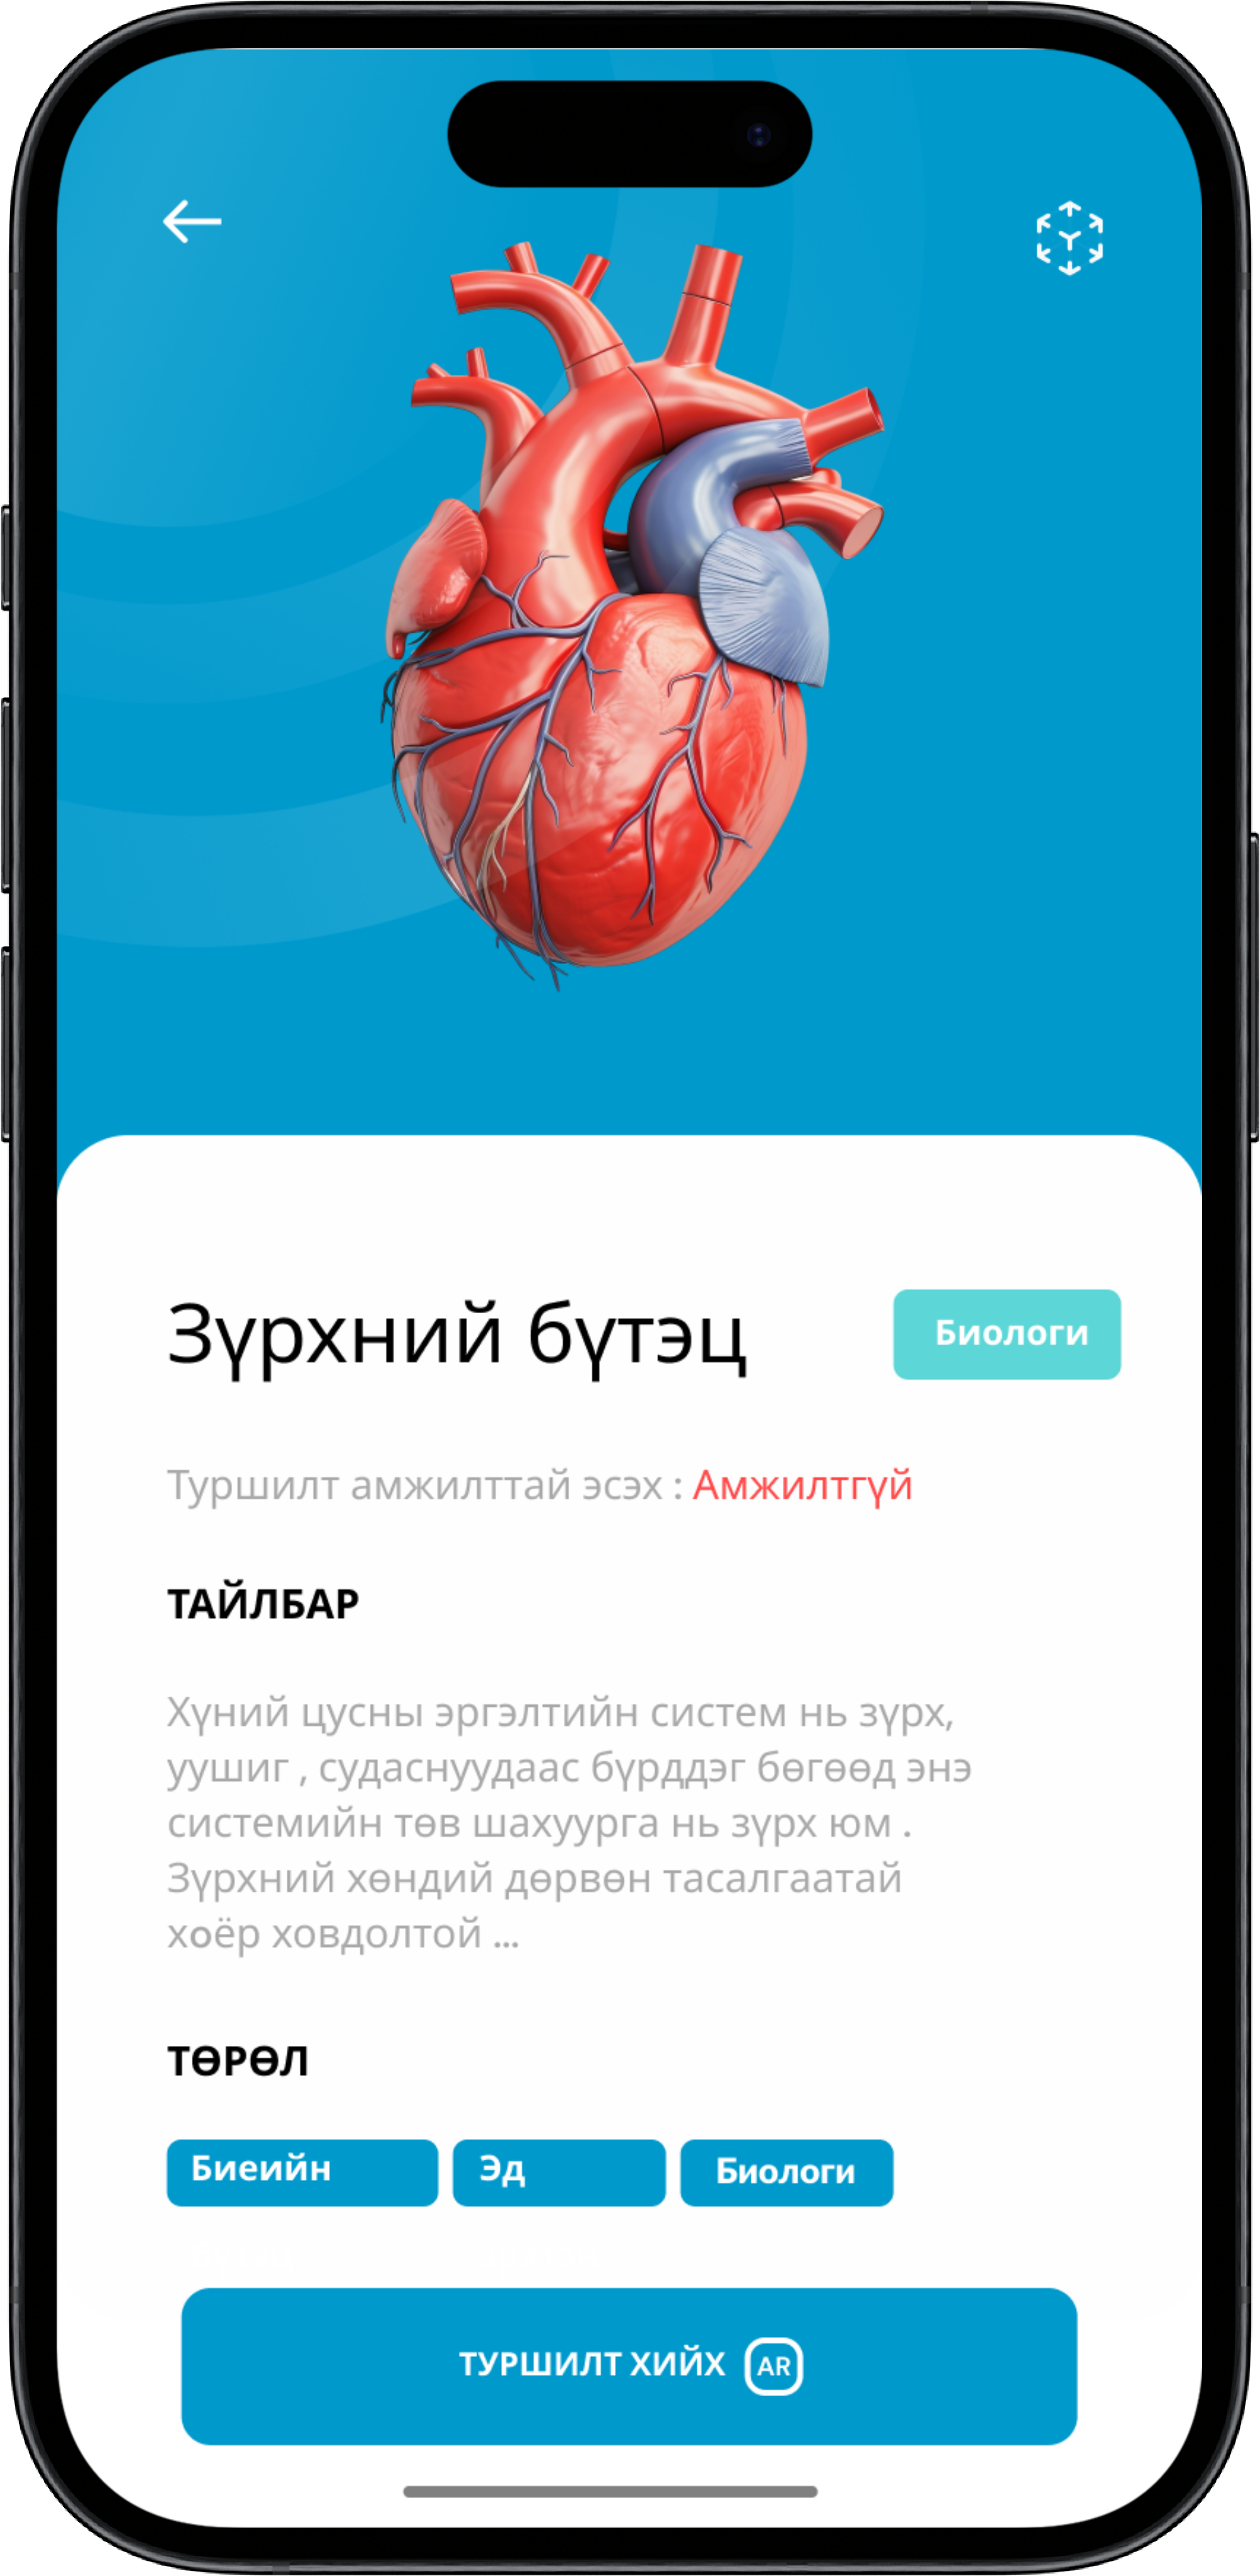 Зүрхний бүтэц
Биологи
Туршилт амжилттай эсэх : Амжилтгүй
ТАЙЛБАР
Хүний цусны эргэлтийн систем нь зүрх,
уушиг , судаснуудаас бүрддэг бөгөөд энэ
системийн төв шахуурга нь зүрх юм .
Зүрхний хөндий дөрвөн тасалгаатай
хоёр ховдолтой ...
ТӨРӨЛ
Биеийн
Эд
Биологи
ТУРШИЛТ ХИЙХ AR